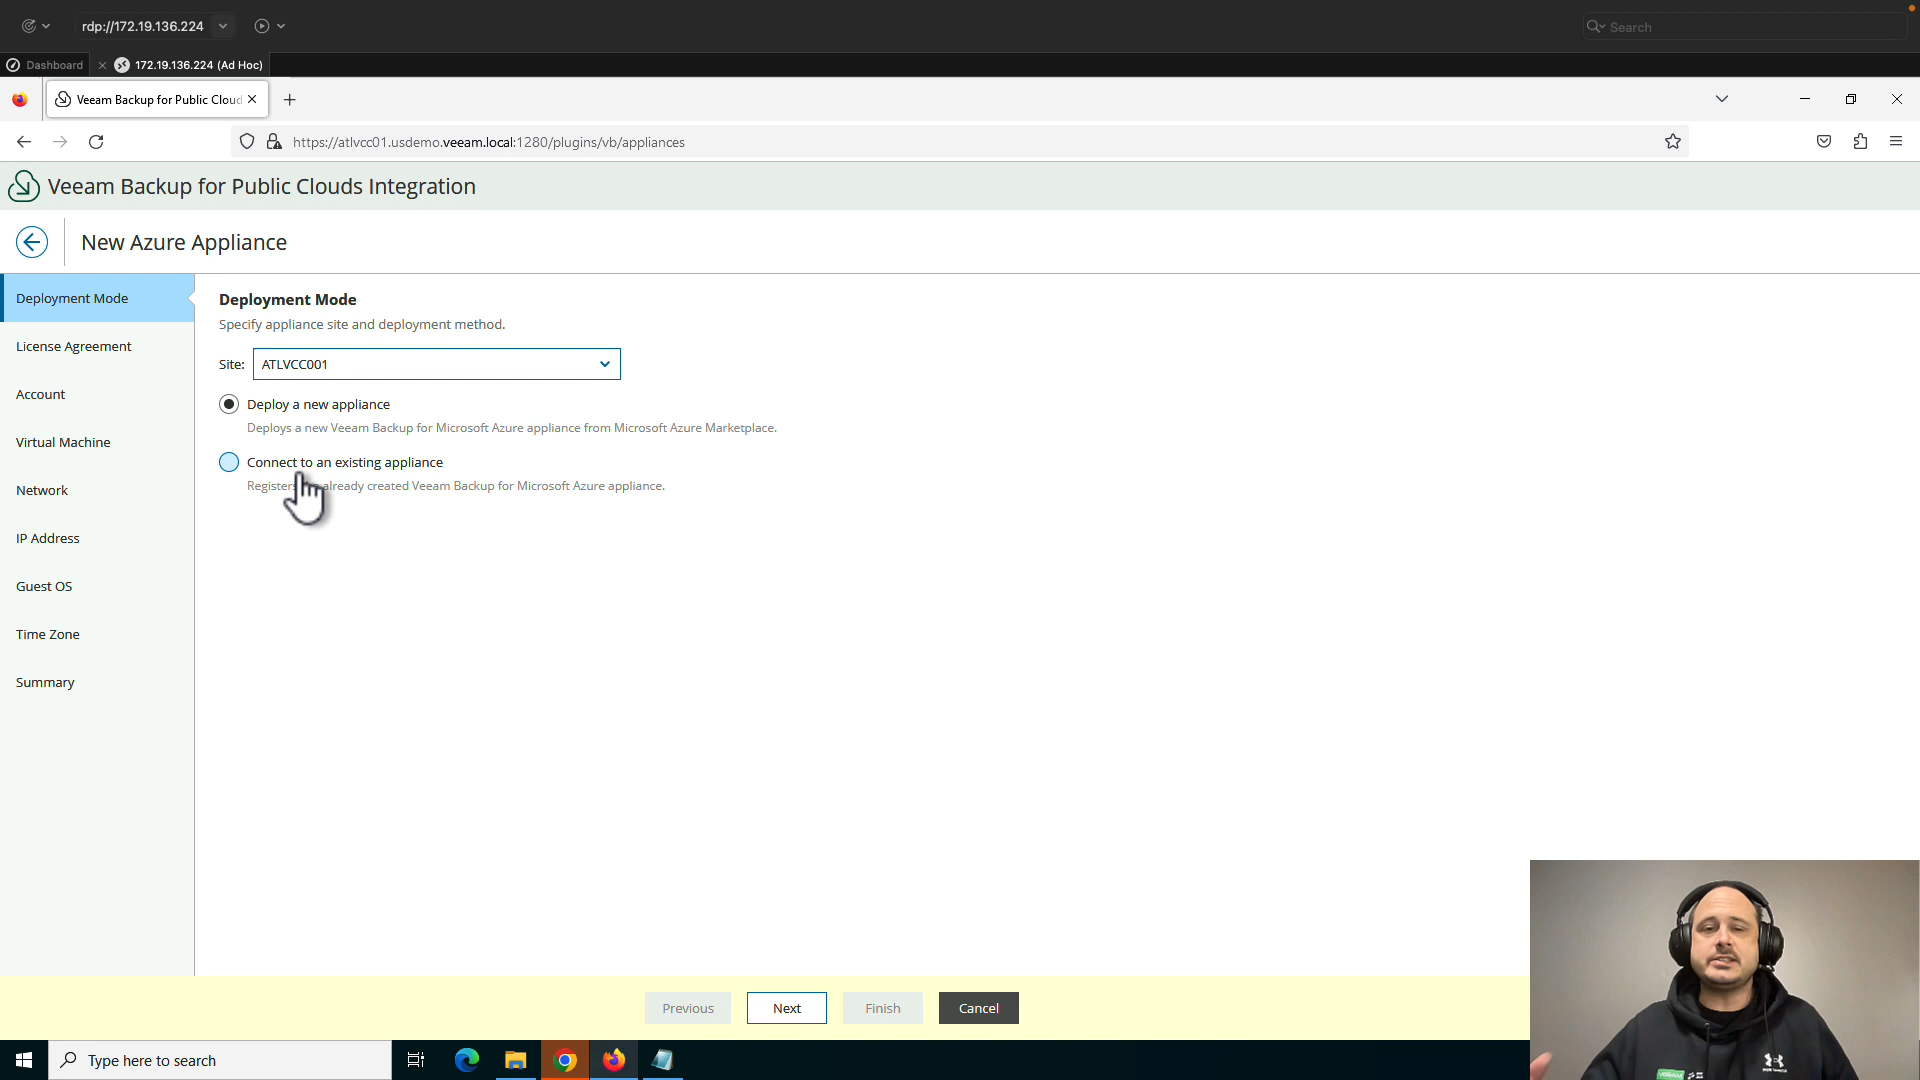 rdp://172.19.136.224
Search
Dashboard
172.19.136.224 (Ad Hoc)
Veeam Backup for Public Cloud
https://atlvcc01.usdemo.veeam.local:1280/plugins/vb/appliances
Veeam Backup for Public Clouds Integration
New Azure Appliance
Deployment Mode
License Agreement
Account
Virtual Machine
Network
IP Address
Guest OS
Time Zone
Summary
Deployment Mode
Specify appliance site and deployment method.
Site: ATLVCC001
Deploy a new appliance
Deploys a new Veeam Backup for Microsoft Azure appliance from Microsoft Azure Marketplace.
Connect to an existing appliance
Registers already created Veeam Backup for Microsoft Azure appliance.
Previous
Next
Finish
Cancel
Type here to search